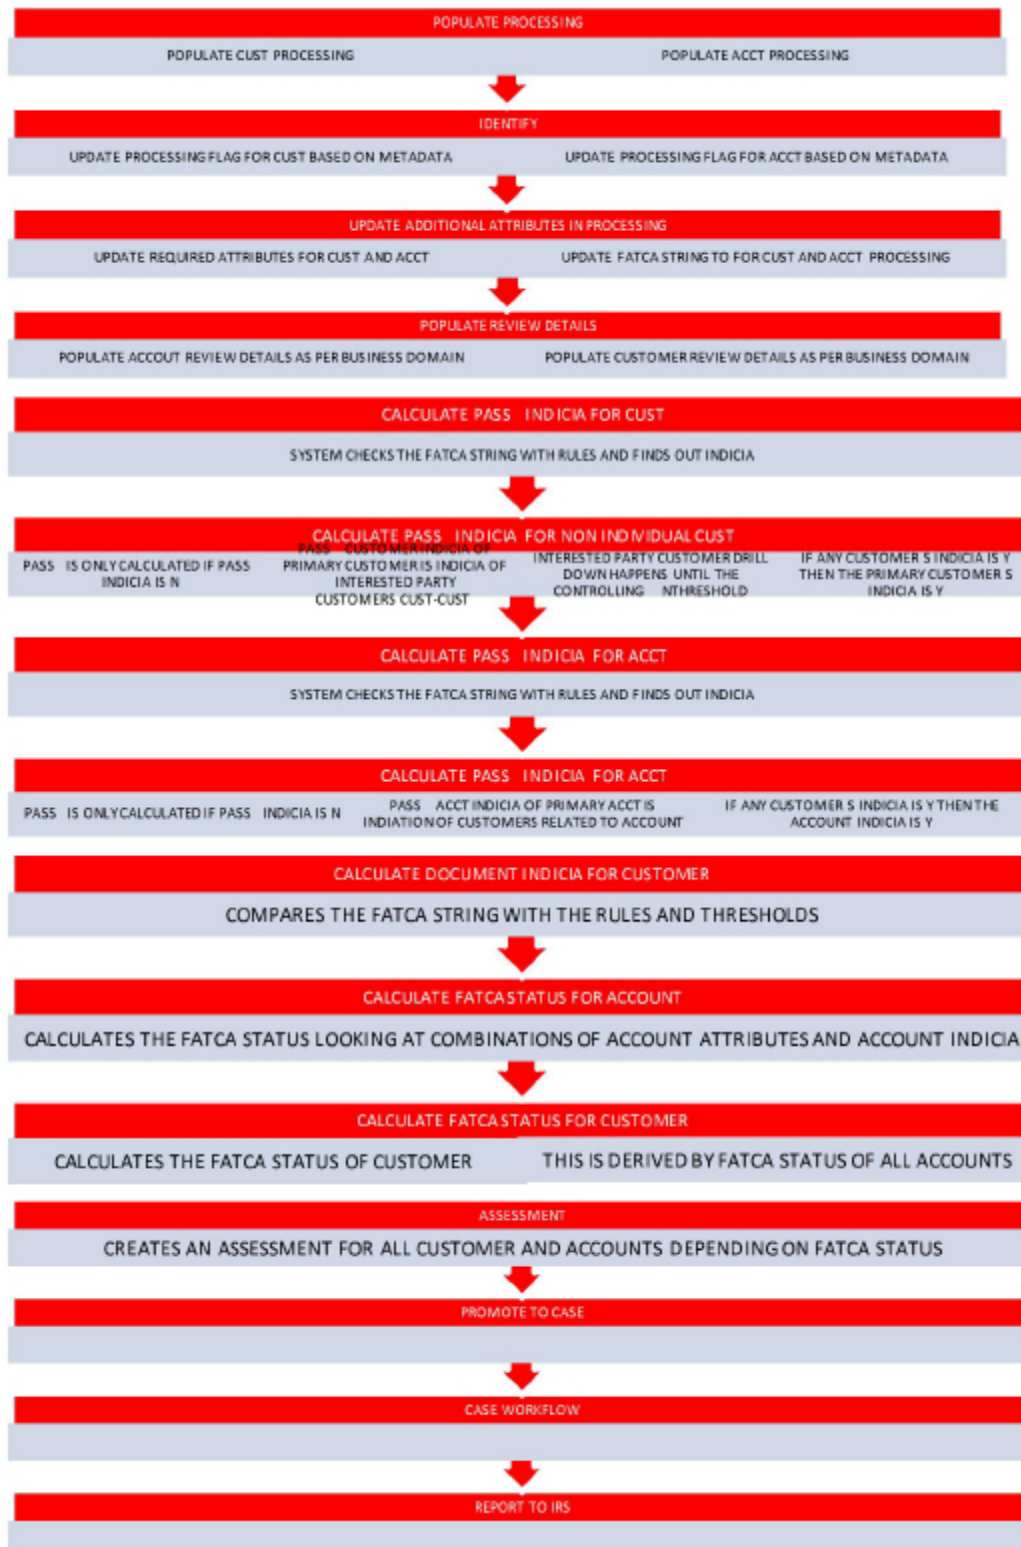 POPULATE PROCESSING
POPULATE CUST PROCESSING
POPULATE ACCT PROCESSING
IDENTIFY
UPDATE PROCESSING FLAG FOR CUST BASED ON METADATA
UPDATE PROCESSING FLAG FOR ACCT BASED ON METADATA
UPDATE ADDITIONAL ATTRIBUTES IN PROCESSING
UPDATE REQUIRED ATTRIBUTES FOR CUST AND ACCT
UPDATE FATCA STRING TO FOR CUST AND ACCT PROCESSING
POPULATE REVIEW DETAILS
POPULATE ACCOUT REVIEW DETAILS AS PER BUSINESS DOMAIN
POPULATE CUSTOMER REVIEW DETAILS AS PER BUSINESS DOMAIN
CALCULATE PASS INDICIA FOR CUST
SYSTEM CHECKS THE FATCA STRING WITH RULES AND FINDS OUT INDICIA
CALCULATE PASS INDICIA FOR NON INDIVIDUAL CUST
PASS IS ONLY CALCULATED IF PASS
INDICIA IS N
PASS CUSTOMER INDICIA OF
PRIMARY CUSTOMER IS INDICIA OF
INTERESTED PARTY
CUSTOMERS CUST-CUST
INTERESTED PARTY CUSTOMER DRILL
DOWN HAPPENS UNTIL THE
CONTROLLING NTHRESHOLD
IF ANY CUSTOMER S INDICIA IS Y
THEN THE PRIMARY CUSTOMER S
INDICIA IS Y
CALCULATE PASS INDICIA FOR ACCT
SYSTEM CHECKS THE FATCA STRING WITH RULES AND FINDS OUT INDICIA
CALCULATE PASS INDICIA FOR ACCT
PASS IS ONLY CALCULATED IF PASS INDICIA IS N
PASS ACCT INDICIA OF PRIMARY ACCT IS
INDIATION OF CUSTOMERS RELATED TO ACCOUNT
IF ANY CUSTOMER S INDICIA IS Y THEN THE
ACCOUNT INDICIA IS Y
CALCULATE DOCUMENT INDICIA FOR CUSTOMER
COMPARES THE FATCA STRING WITH THE RULES AND THRESHOLDS
CALCULATE FATCA STATUS FOR ACCOUNT
CALCULATES THE FATCA STATUS LOOKING AT COMBINATIONS OF ACCOUNT ATTRIBUTES AND ACCOUNT INDICIA
CALCULATE FATCA STATUS FOR CUSTOMER
CALCULATES THE FATCA STATUS OF CUSTOMER
THIS IS DERIVED BY FATCA STATUS OF ALL ACCOUNTS
ASSESSMENT
CREATES AN ASSESSMENT FOR ALL CUSTOMER AND ACCOUNTS DEPENDING ON FATCA STATUS
PROMOTE TO CASE
CASE WORKFLOW
REPORT TO IRS